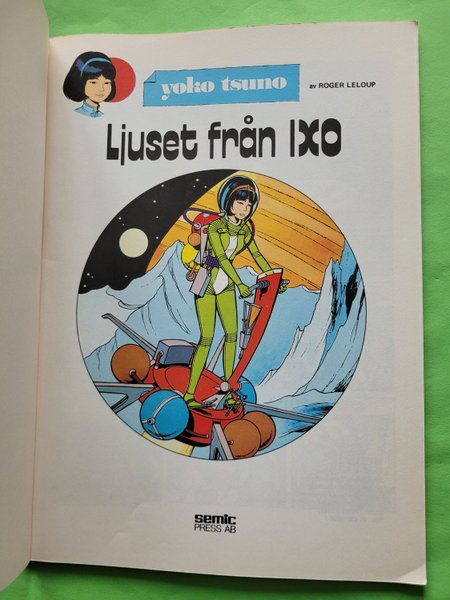 yoko tsuno
av ROGER LELOUP
Ljuset från IXO
semic
PRESS AB